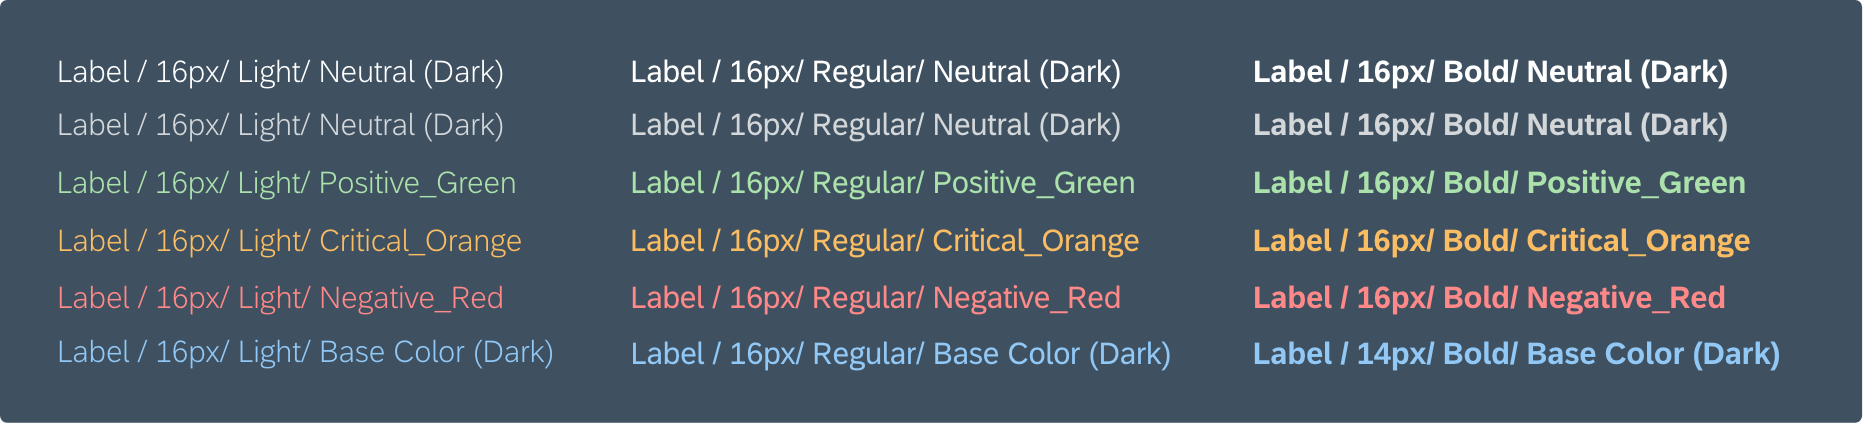 Label / 16px/ Light/ Neutral (Dark)
Label / 16px/ Regular/ Neutral (Dark)
Label / 16px/ Bold/ Neutral (Dark)
Label / 16px/ Light/ Neutral (Dark)
Label / 16px/ Regular/ Neutral (Dark)
Label / 16px/ Bold/ Neutral (Dark)
Label / 16px/ Light/ Positive_Green
Label / 16px/ Regular/ Positive_Green
Label / 16px/ Bold/ Positive_Green
Label / 16px/ Light/ Critical_Orange
Label / 16px/ Regular/ Critical_Orange
Label / 16px/ Bold/ Critical_Orange
Label / 16px/ Light/ Negative_Red
Label / 16px/ Regular/ Negative_Red
Label / 16px/ Bold/ Negative_Red
Label / 16px/ Light/ Base Color (Dark)
Label / 16px/ Regular/ Base Color (Dark)
Label / 14px/ Bold/ Base Color (Dark)